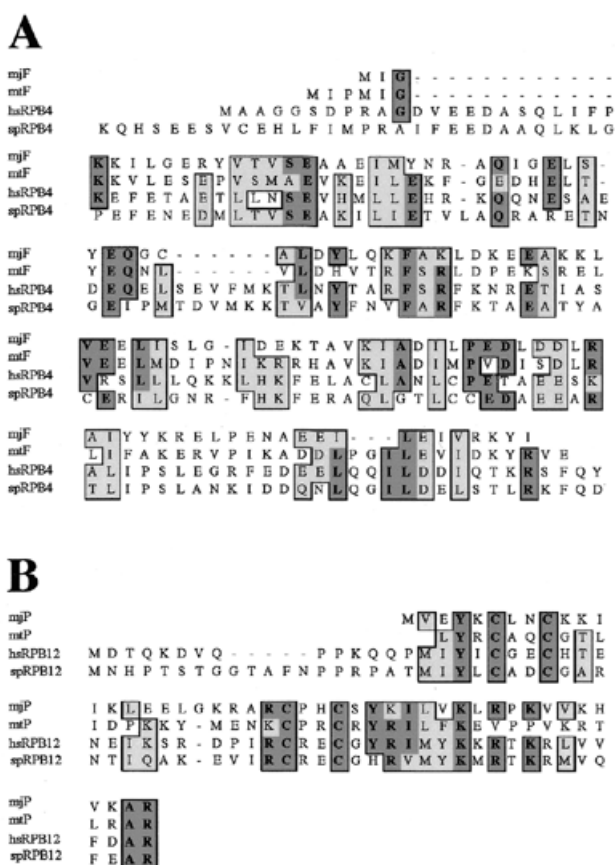 A
mjF M I G - - - - - - - - - - - -
mtF M I P M I G - - - - - - - - - - - -
hsRPB4 M A A G G S D P R A G D V E E D A S Q L I F P
spRPB4 K Q H S E E S V C E H L F I M P R A I F E E D A A E Q L K L G
mjF K K I L G E R Y V T V S E A A E I M Y N R - A Q I G E L S -
mtF K K V L E S E P V S M A E V K E I L E K F - G E D H E L T -
hsRPB4 K E F E T A E T L L N S E V H M L L E H R - K Q Q N E S A E
spRPB4 P E F E N E D M L T V S E A K I L I E T V L A Q R A R E T N
mjF Y E Q G C - - - - - - A L D Y L Q K F A K L D K E E A K K L
mtF Y E Q N L - - - - - - V L D H V T R F S R L D P E K S R E L
hsRPB4 D E Q E L S E V F M K T L N Y T A R F S R F K N R E T I A S
spRPB4 G E I P M T D V M K K T V A Y F N V F A R F K T A E A T Y A
mjF V E E L I S L G - T D E K T A V K I A D I L P E D L D D L R
mtF V E E L M D I P N I K R R H A V K I A D I M P V D I S D L R
hsRPB4 V R S L L L Q K K L H K F E L A C L A N L C P E T A E E S K
spRPB4 C E R I L G N R - F H K F E R A Q L G T L C C E D A E E A R
mjF A I Y Y K R E L P E N A E E I - - - L E I V R K Y I
mtF L I F A K E R V P I K A D D L P G I L E V I D K Y R V E
hsRPB4 A L I P S L E G R F E D E E L Q Q I L D D I Q T K R S F Q Y
spRPB4 T L I P S L A N K I D D Q N L Q G I L D E L S T L R K F Q D
B
mjP M V E Y K C L N C K K I
mtP L Y R C A Q C G T L
hsRPB12 M D T Q K D V Q - - - - P P K Q Q P M I Y I C G E C H T E
spRPB12 M N H P T S T G G T A F N P P R P A T M I Y L C A D C G A R
mjP I K L E E L G K R A R C P H C S Y K I L V K L R P K V V K H
mtP I D P K K Y - M E N K C P R C R Y R I L F K E V P P V K R T
hsRPB12 N E I K S R - D P I R C R E C G Y R I M Y K K R T K R L V V
spRPB12 N T I Q A K - E V I R C R E C G H R V M Y K M R T K R M V Q
mjP V K A R
mtP L R A R
hsRPB12 F D A R
spRPB12 F E A R